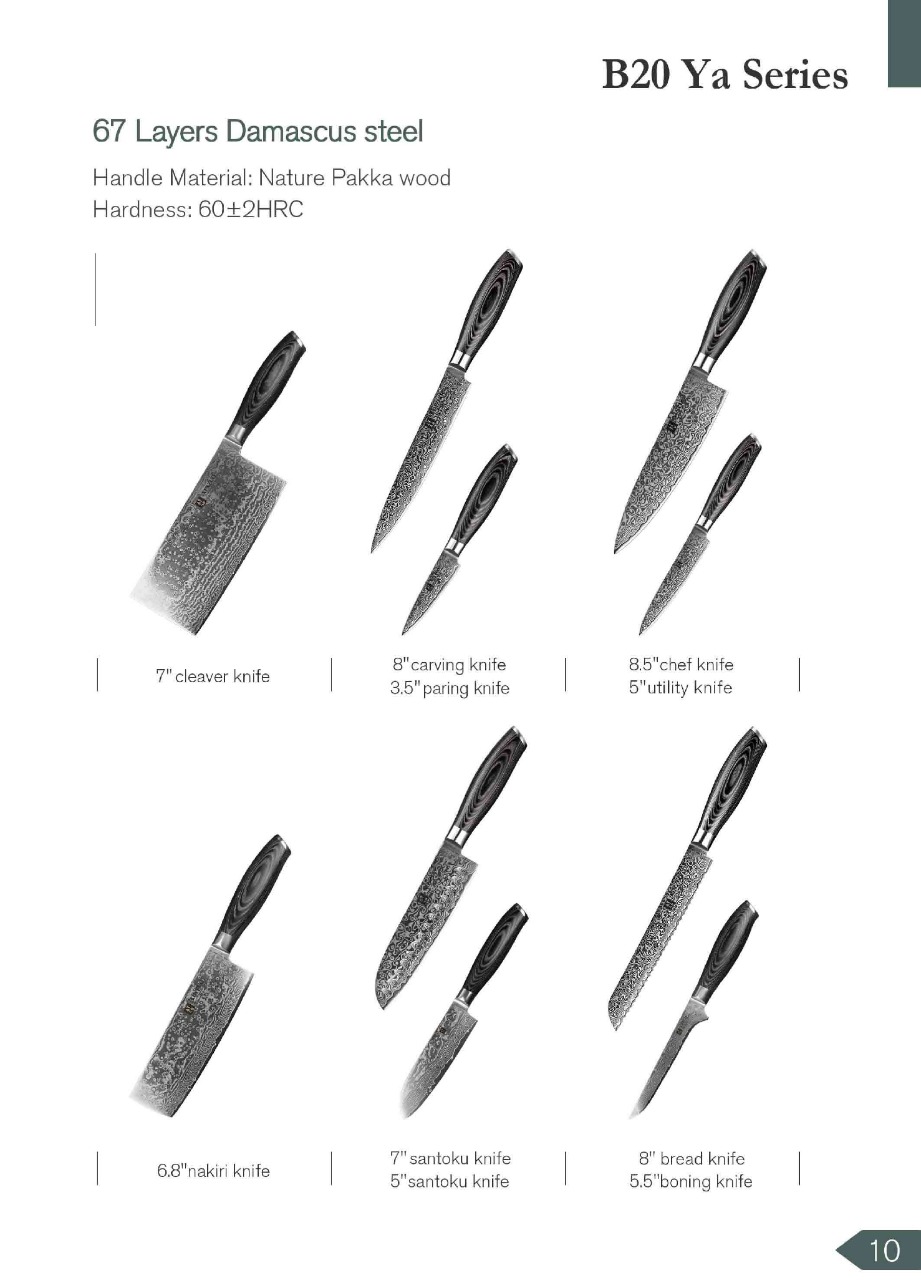 B20 Ya Series
67 Layers Damascus steel
Handle Material: Nature Pakka wood
Hardness: 60±2HRC
7" cleaver knife
8" carving knife
3.5" paring knife
8.5"chef knife
5"utility knife
6.8"nakiri knife
7" santoku knife
5"santoku knife
8" bread knife
5.5"boning knife
10